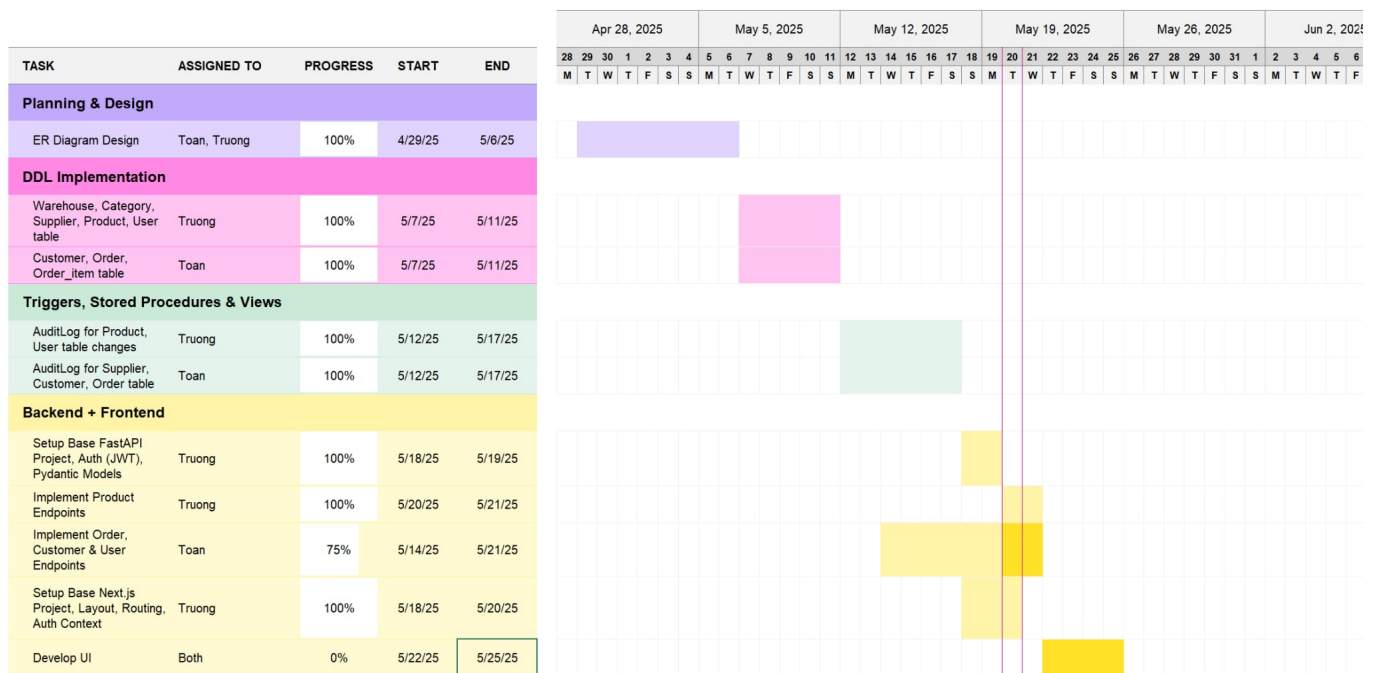 Apr 28, 2025 May 5, 2025 May 12, 2025 May 19, 2025 May 26, 2025 Jun 2, 2025
TASK ASSIGNED TO PROGRESS START END
28 29 30 1 2 3 4 5 6 7 8 9 10 11 12 13 14 15 16 17 18 19 20 21 22 23 24 25 26 27 28 29 30 31 1 2 3 4 5 6
M T W T F S S M T W T F S S M T W T F S S M T W T F S S M T W T F S S M T W T F
Planning & Design
ER Diagram Design Toan, Truong 100% 4/29/25 5/6/25
DDL Implementation
Warehouse, Category,
Supplier, Product, User Truong 100% 5/7/25 5/11/25
table
Customer, Order,
Order_item table Toan 100% 5/7/25 5/11/25
Triggers, Stored Procedures & Views
AuditLog for Product,
User table changes Truong 100% 5/12/25 5/17/25
AuditLog for Supplier,
Customer, Order table Toan 100% 5/12/25 5/17/25
Backend + Frontend
Setup Base FastAPI
Project, Auth (JWT), Truong 100% 5/18/25 5/19/25
Pydantic Models
Implement Product
Endpoints Truong 100% 5/20/25 5/21/25
Implement Order,
Customer & User Toan 75% 5/14/25 5/21/25
Endpoints
Setup Base Next.js
Project, Layout, Routing, Truong 100% 5/18/25 5/20/25
Auth Context
Develop UI Both 0% 5/22/25 5/25/25